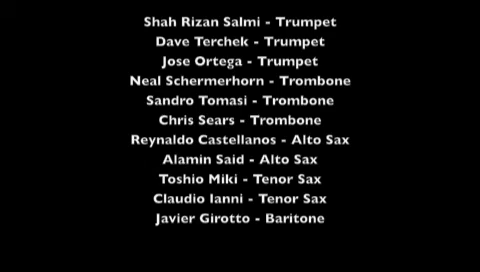 Shah Rizan Salmi - Trumpet
Dave Terchek - Trumpet
Jose Ortega - Trumpet
Neal Schermerhorn - Trombone
Sandro Tomasi - Trombone
Chris Sears - Trombone
Reynaldo Castellanos - Alto Sax
Alamin Said - Alto Sax
Toshio Miki - Tenor Sax
Claudio Ianni - Tenor Sax
Javier Girotto - Baritone